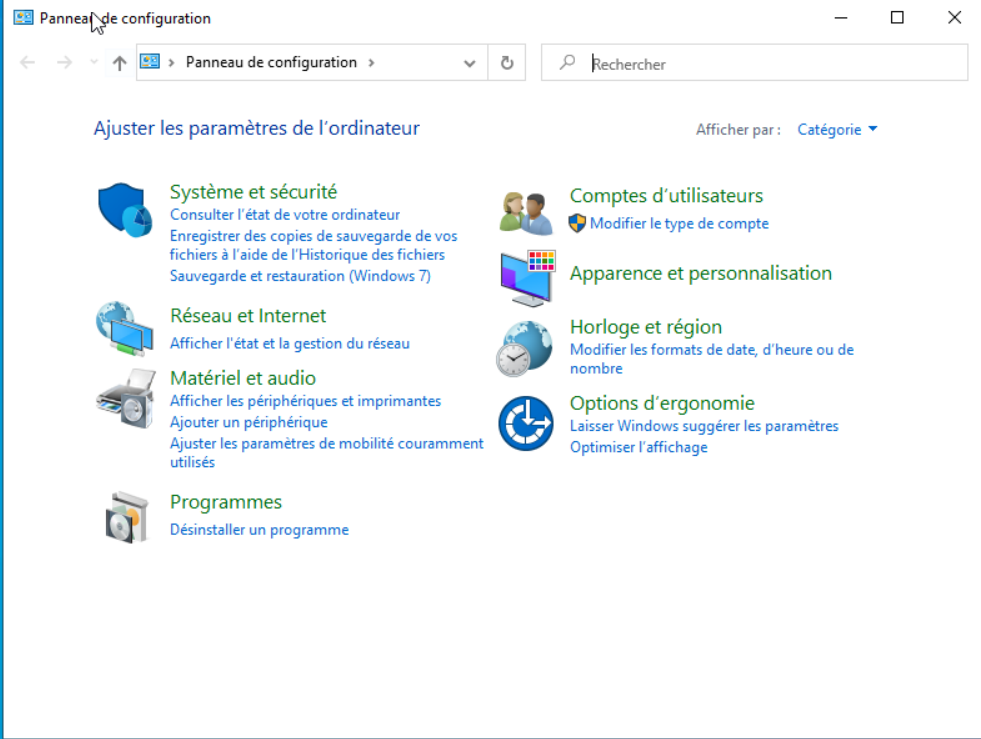 Panneau de configuration
Panneau de configuration
Rechercher
Ajuster les paramètres de l'ordinateur
Afficher par : Catégorie
Système et sécurité
Consulter l'état de votre ordinateur
Enregistrer des copies de sauvegarde de vos
fichiers à l'aide de l'Historique des fichiers
Sauvegarde et restauration (Windows 7)
Réseau et Internet
Afficher l'état et la gestion du réseau
Matériel et audio
Afficher les périphériques et imprimantes
Ajouter un périphérique
Ajuster les paramètres de mobilité couramment
utilisés
Programmes
Désinstaller un programme
Comptes d'utilisateurs
Modifier le type de compte
Apparence et personnalisation
Horloge et région
Modifier les formats de date, d'heure ou de
nombre
Options d'ergonomie
Laisser Windows suggérer les paramètres
Optimiser l'affichage